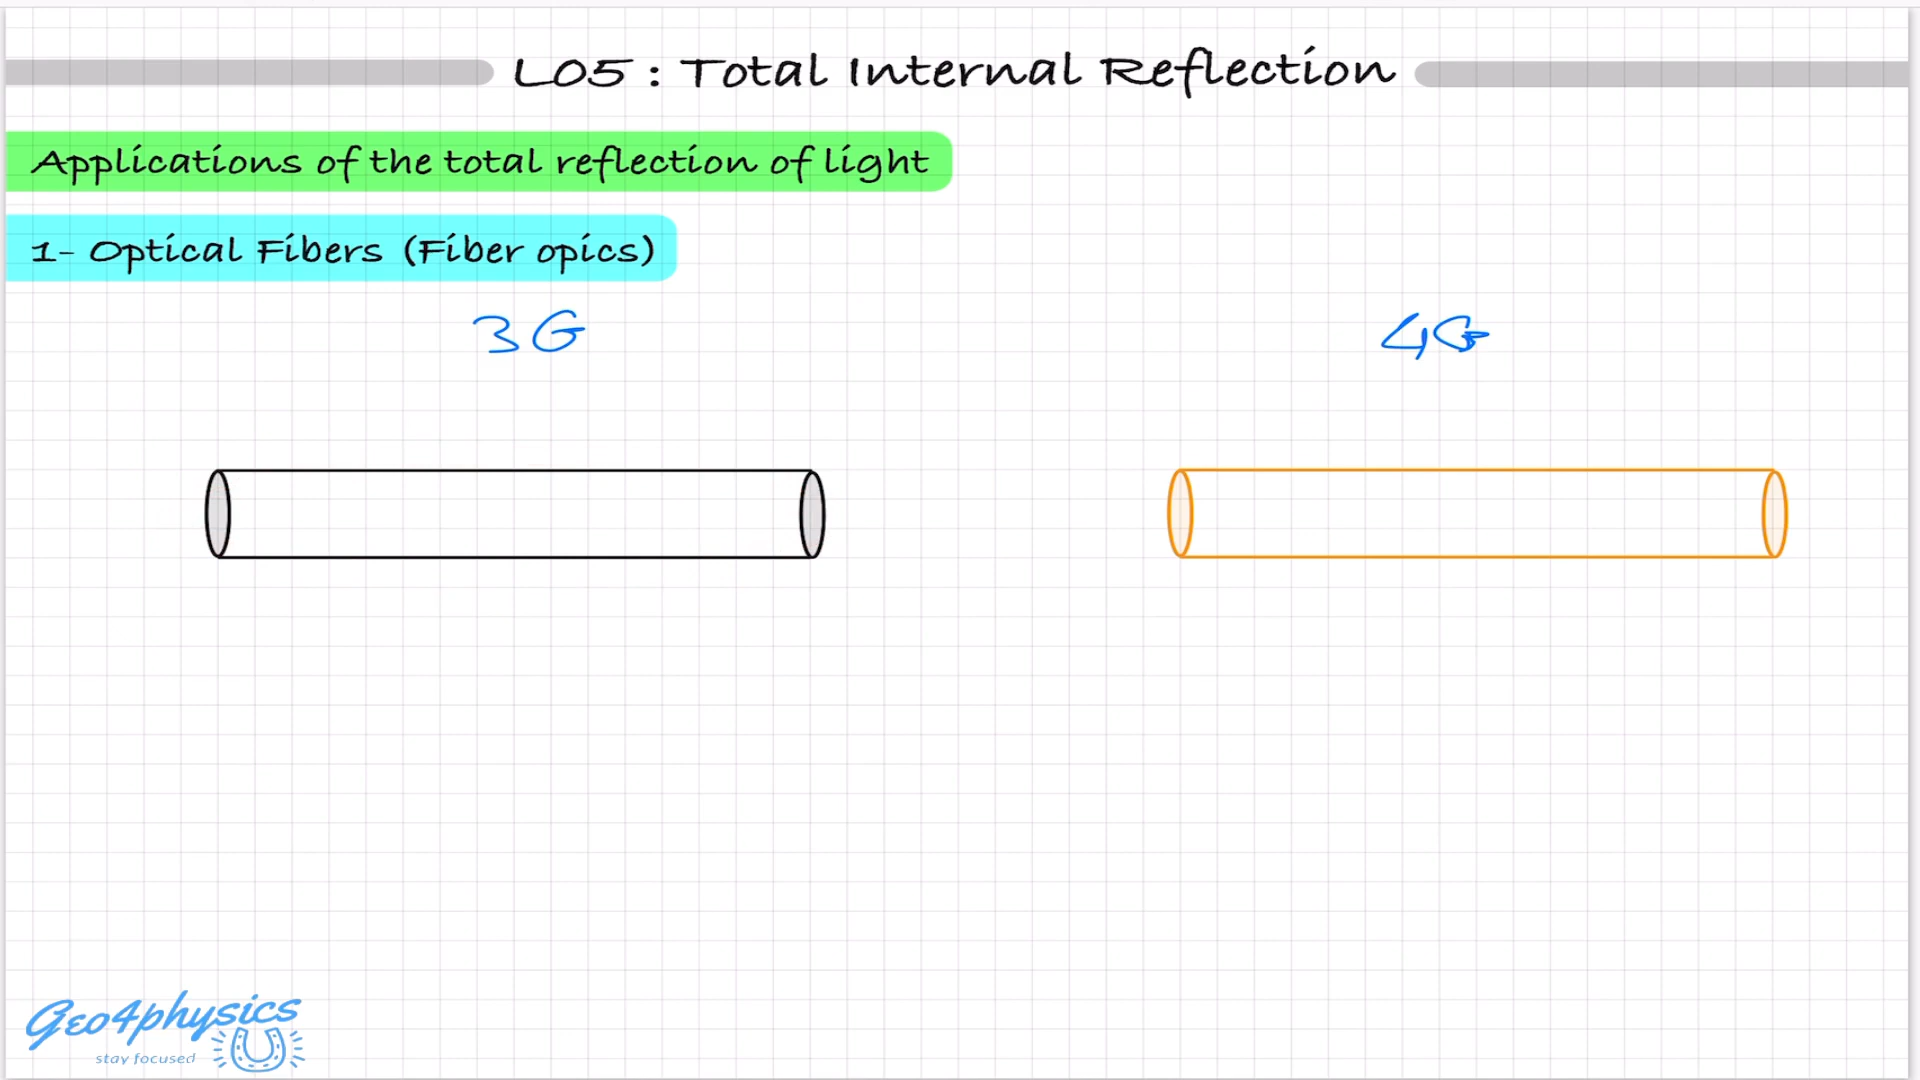 L05 : Total Internal Reflection
Applications of the total reflection of light
1- Optical Fibers (Fiber opics)
3G 4G
Geo4physics
stay focused